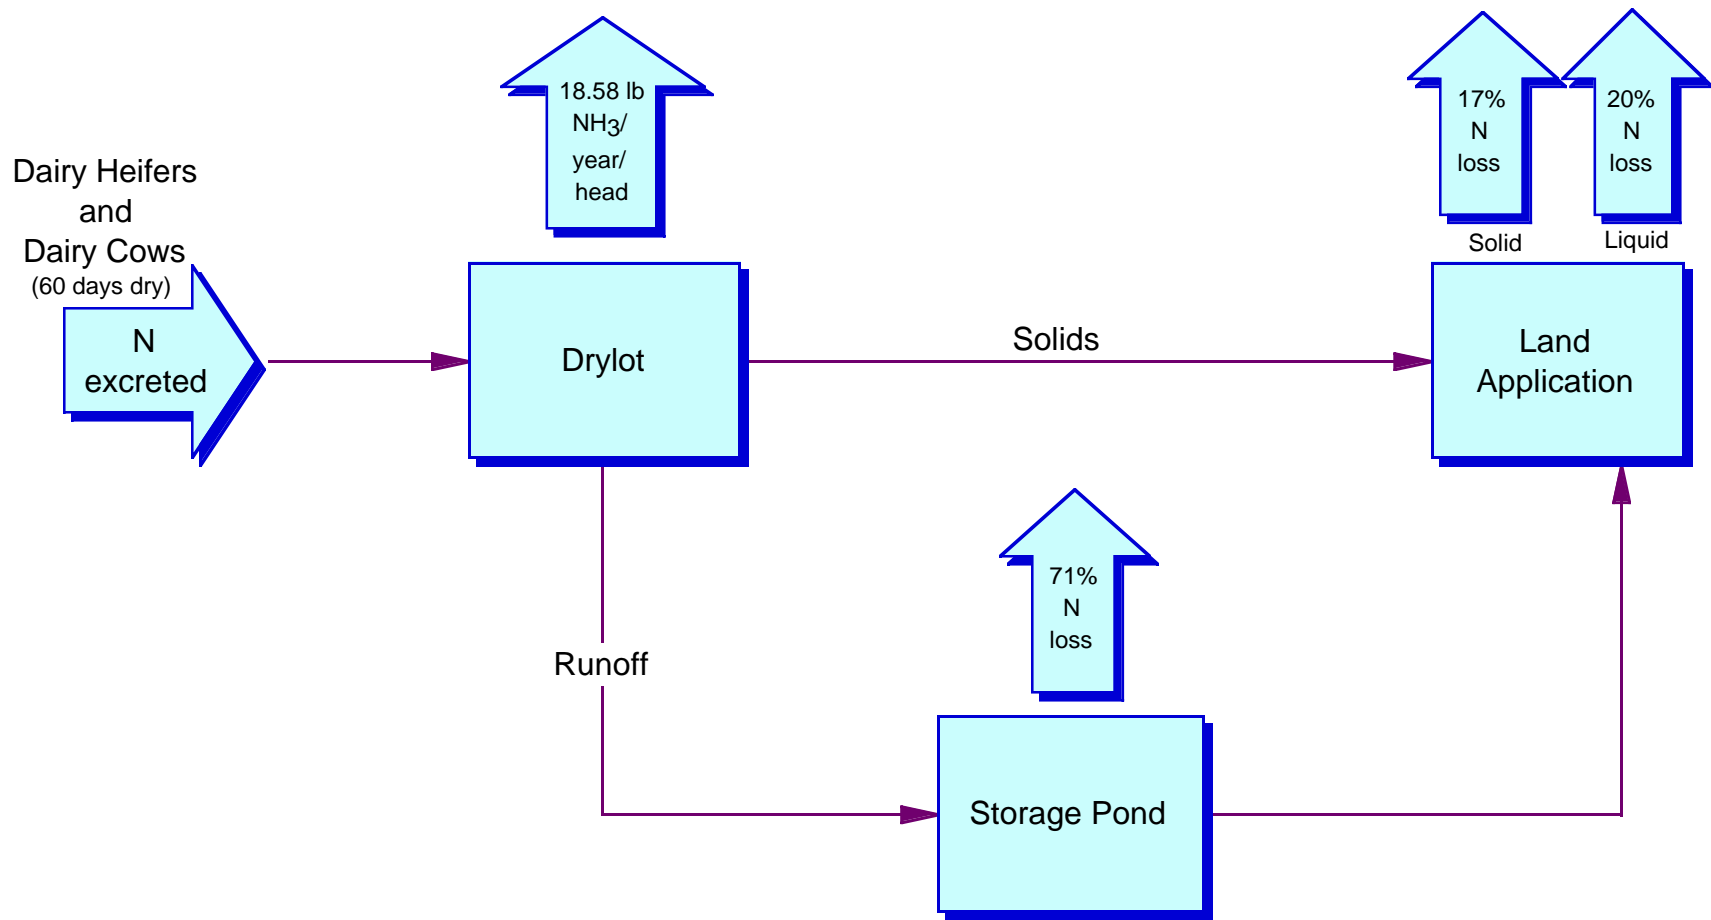 Dairy Heifers
and
Dairy Cows
(60 days dry)
N
excreted
18.58 lb
NH3/
year/
head
Drylot
Solids
17%
N
loss
Solid
20%
N
loss
Liquid
Land
Application
Runoff
71%
N
loss
Storage Pond